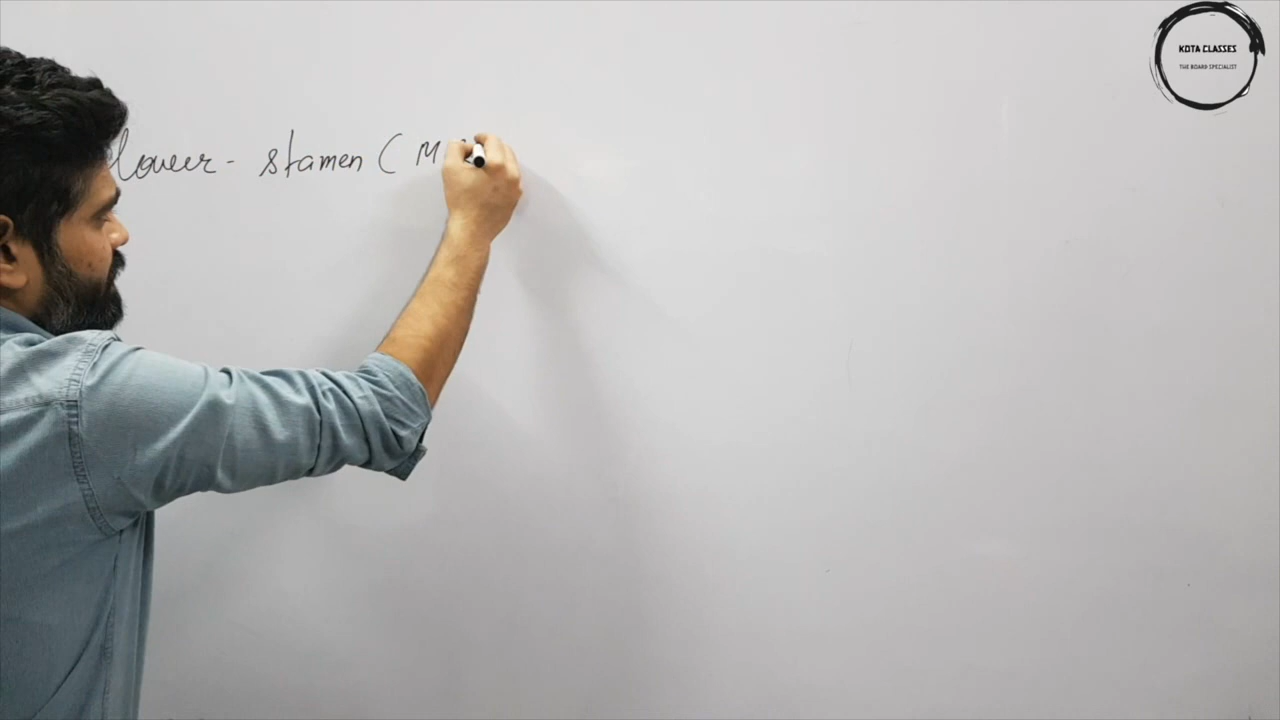 lower - stamen ( M
KOTA CLASSES
THE BOARD SPECIALIST